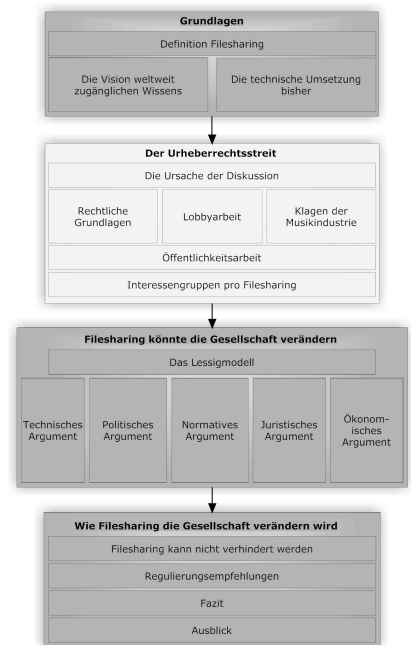 Grundlagen
Definition Filesharing
Die Vision weltweit
zugänglichen Wissens
Die technische Umsetzung
bisher
Der Urheberrechtsstreit
Die Ursache der Diskussion
Rechtliche
Grundlagen
Lobbyarbeit
Klagen der
Musikindustrie
Öffentlichkeitsarbeit
Interessengruppen pro Filesharing
Filesharing könnte die Gesellschaft verändern
Das Lessigmodell
Technisches
Argument
Politisches
Argument
Normatives
Argument
Juristisches
Argument
Ökonom-
isches
Argument
Wie Filesharing die Gesellschaft verändern wird
Filesharing kann nicht verhindert werden
Regulierungsempfehlungen
Fazit
Ausblick